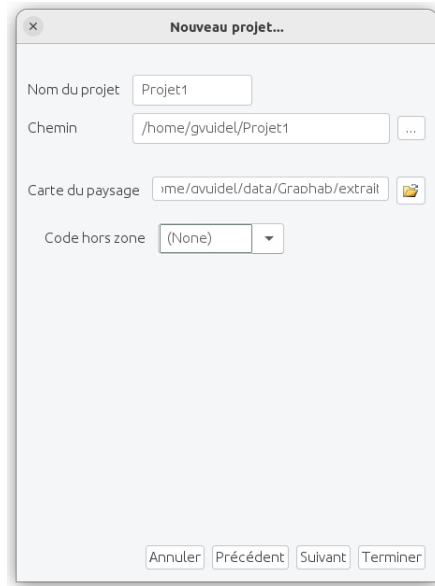 Nouveau projet...
Nom du projet Projet1
Chemin /home/gvuidel/Projet1 ...
Carte du paysage ome/gvuidel/data/Graphab/extrait
Code hors zone (None)
Annuler Précédent Suivant Terminer